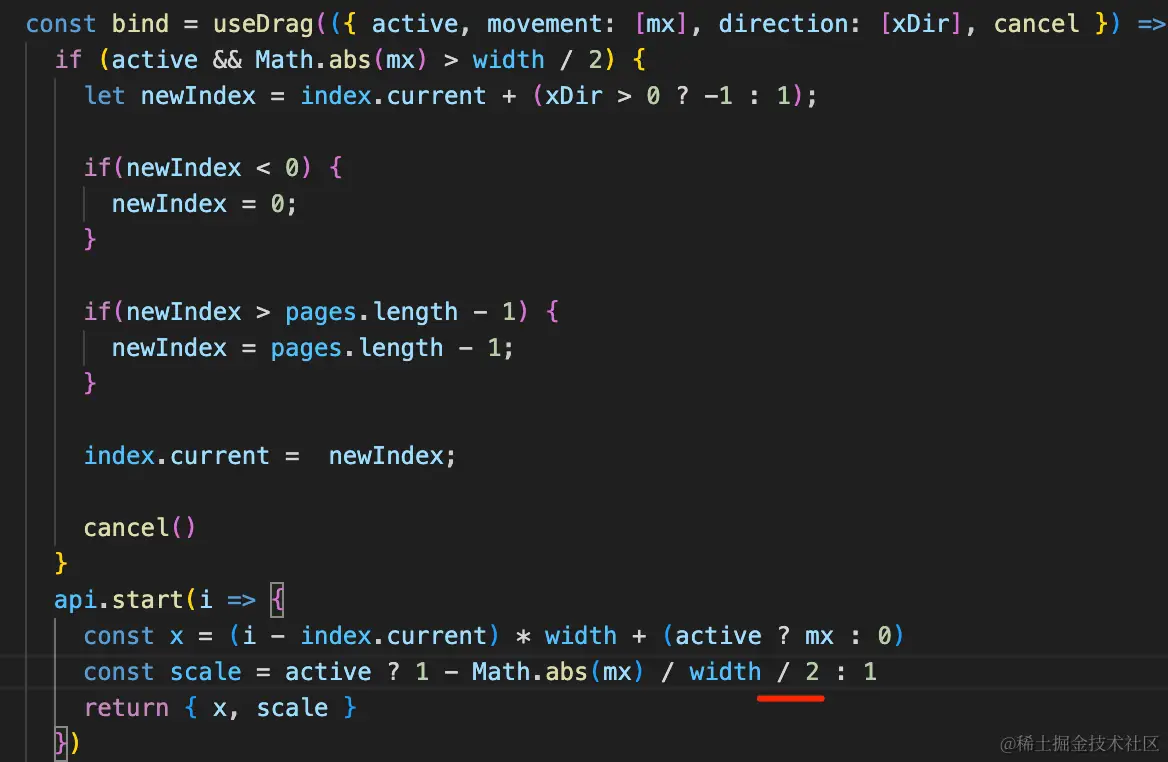 const bind = useDrag(({ active, movement: [mx], direction: [xDir], cancel }) =>
  if (active && Math.abs(mx) > width / 2) {
    let newIndex = index.current + (xDir > 0 ? -1 : 1);
    if(newIndex < 0) {
      newIndex = 0;
    }
    if(newIndex > pages.length - 1) {
      newIndex = pages.length - 1;
    }
    index.current =  newIndex;
    cancel()
  }
  api.start(i => {
    const x = (i - index.current) * width + (active ? mx : 0)
    const scale = active ? 1 - Math.abs(mx) / width / 2 : 1
    return { x, scale }
  })
@稀土掘金技术社区